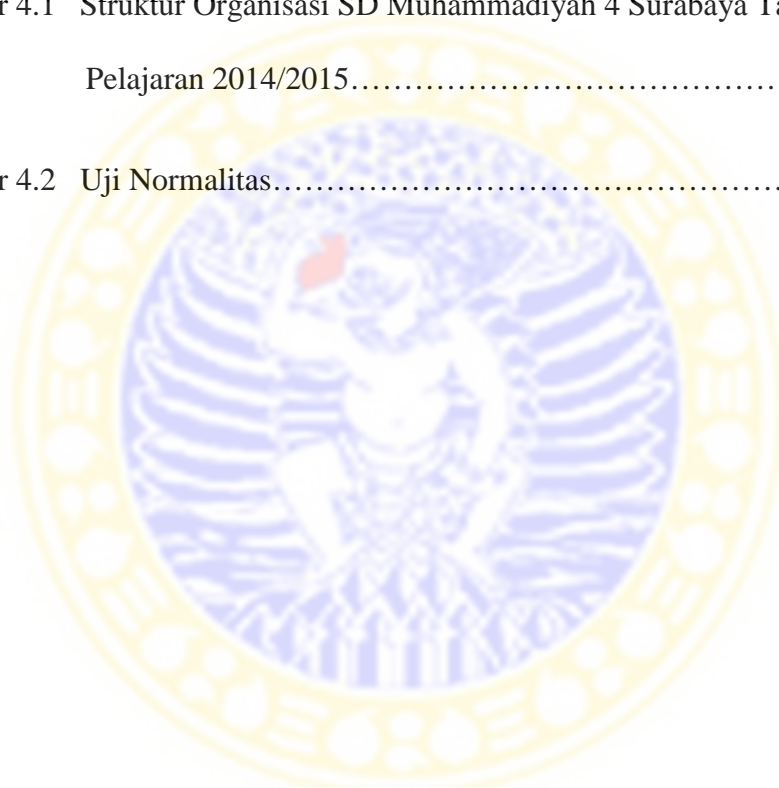 r 4.1 Struktur Organisasi SD Muhammadiyah 4 Surabaya Ta
Pelajaran 2014/2015……………………………………
r 4.2 Uji Normalitas…………………………………………